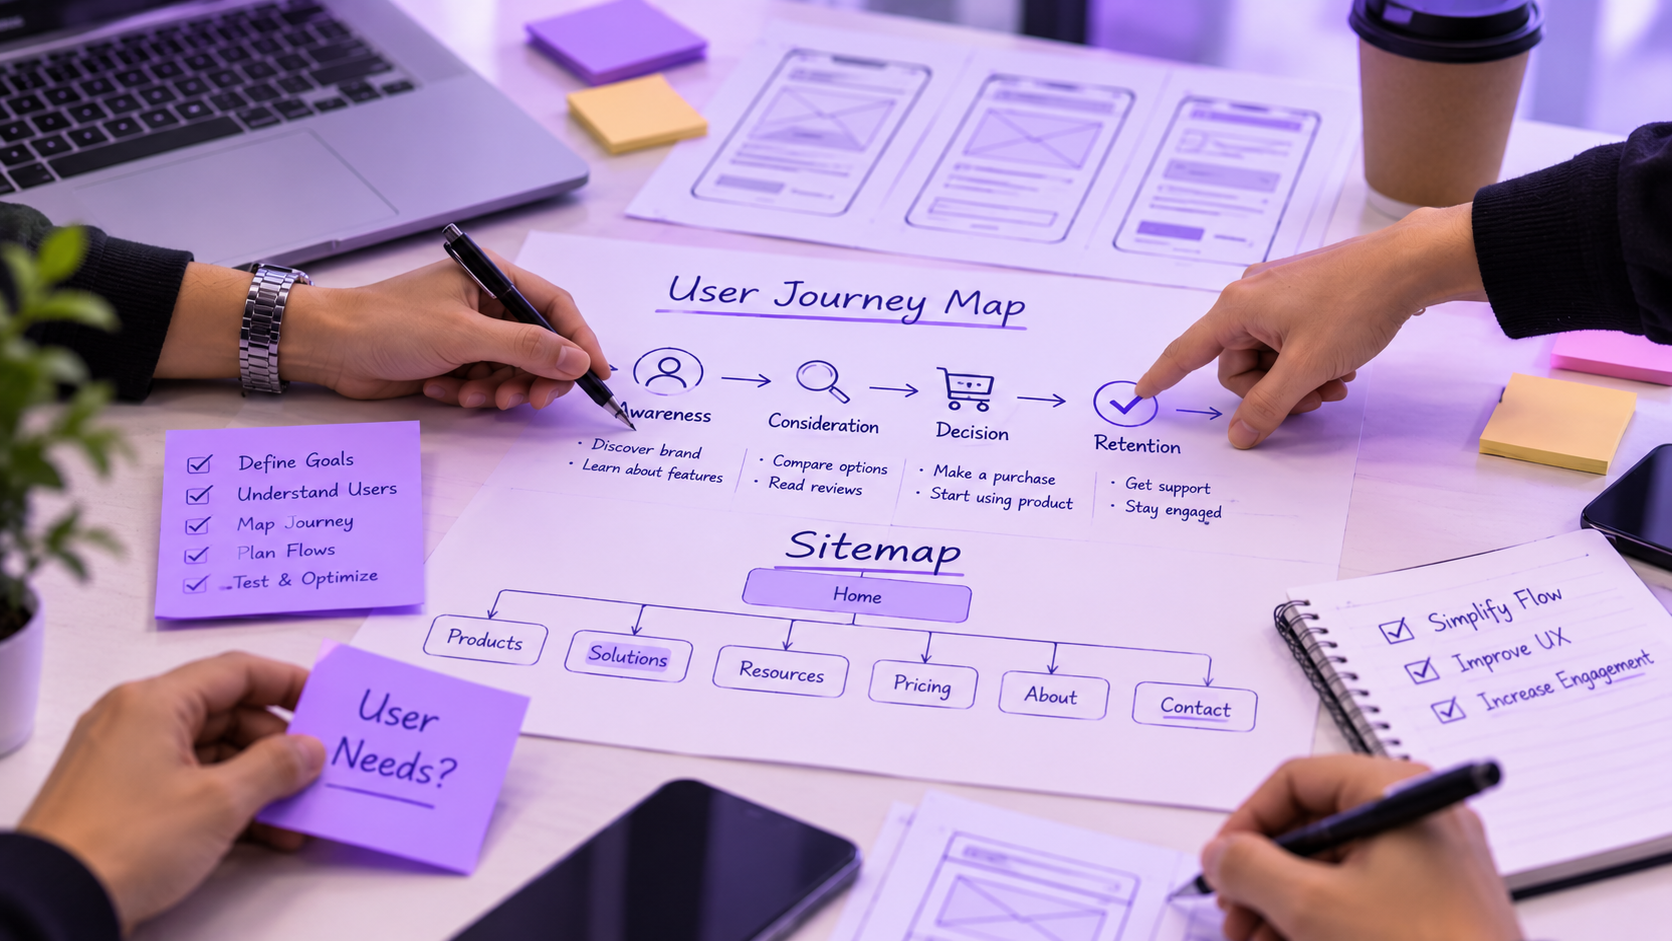 User Journey Map
Awareness
Consideration
Decision
Retention
• Discover brand
• Learn about features
• Compare options
• Read reviews
• Make a purchase
• Start using product
• Get support
• Stay engaged
Define Goals
Understand Users
Map Journey
Plan Flows
Test & Optimize
Sitemap
Home
Products
Solutions
Resources
Pricing
About
Contact
Simplify Flow
Improve UX
Increase Engagement
User
Needs?